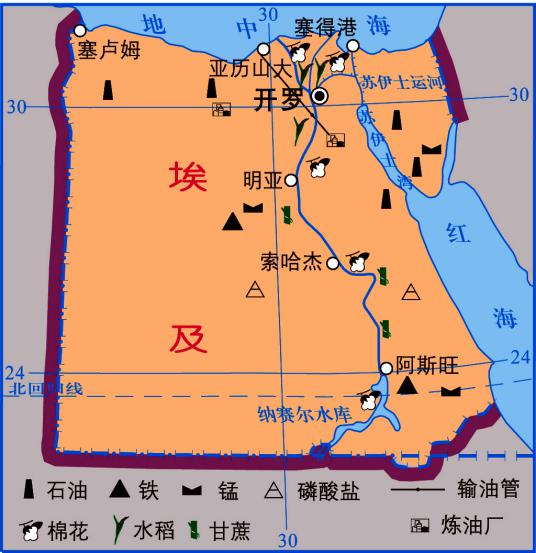 30
地 中 海
塞得港
塞卢姆
亚历山大
苏伊士运河
30
30
开罗
苏伊士湾
埃及
明亚
红海
索哈杰
24
24
阿斯旺
北回归线
纳赛尔水库
石油 铁 锰 磷酸盐 输油管
棉花 水稻 甘蔗 炼油厂
30